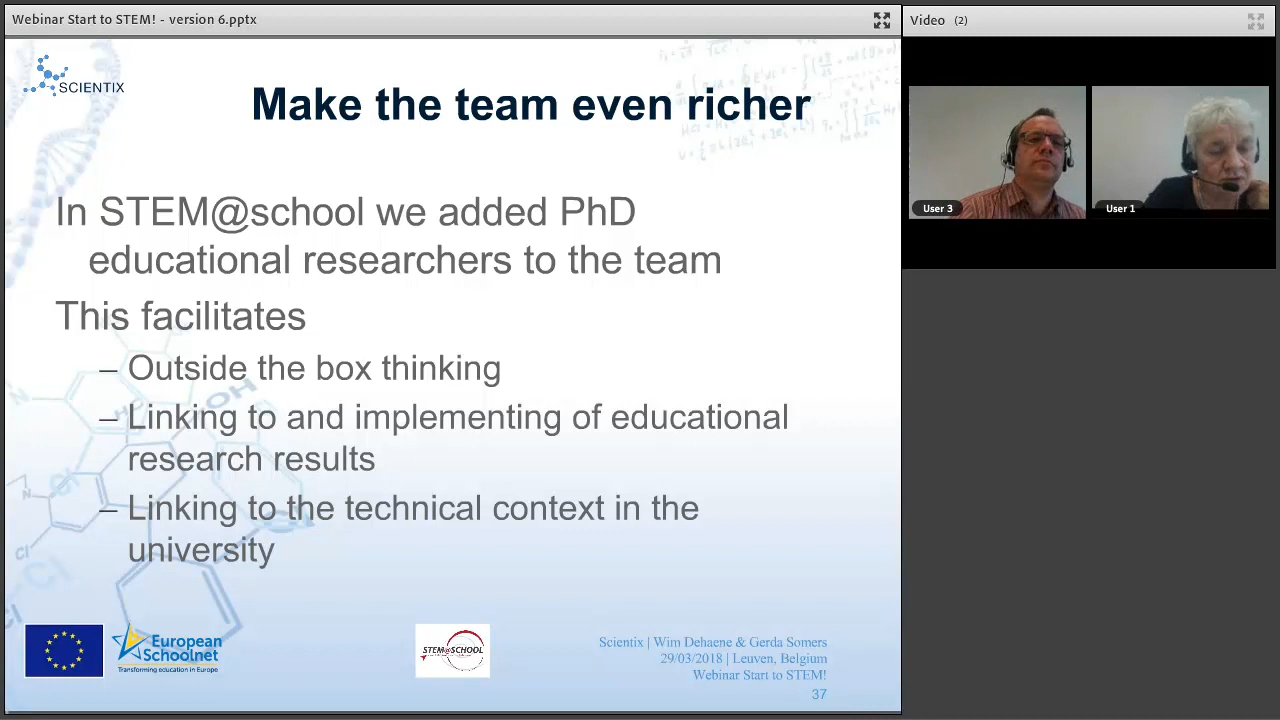 Webinar Start to STEM! - version 6.pptx
Video (2)
SCIENTIX
Make the team even richer
User 3
User 1
In STEM@school we added PhD
educational researchers to the team
This facilitates
– Outside the box thinking
– Linking to and implementing of educational
research results
– Linking to the technical context in the
university
European
Schoolnet
Transforming education in Europe
STEM@SCHOOL
Scientix | Wim Dehaene & Gerda Somers
29/03/2018 | Leuven, Belgium
Webinar Start to STEM!
37